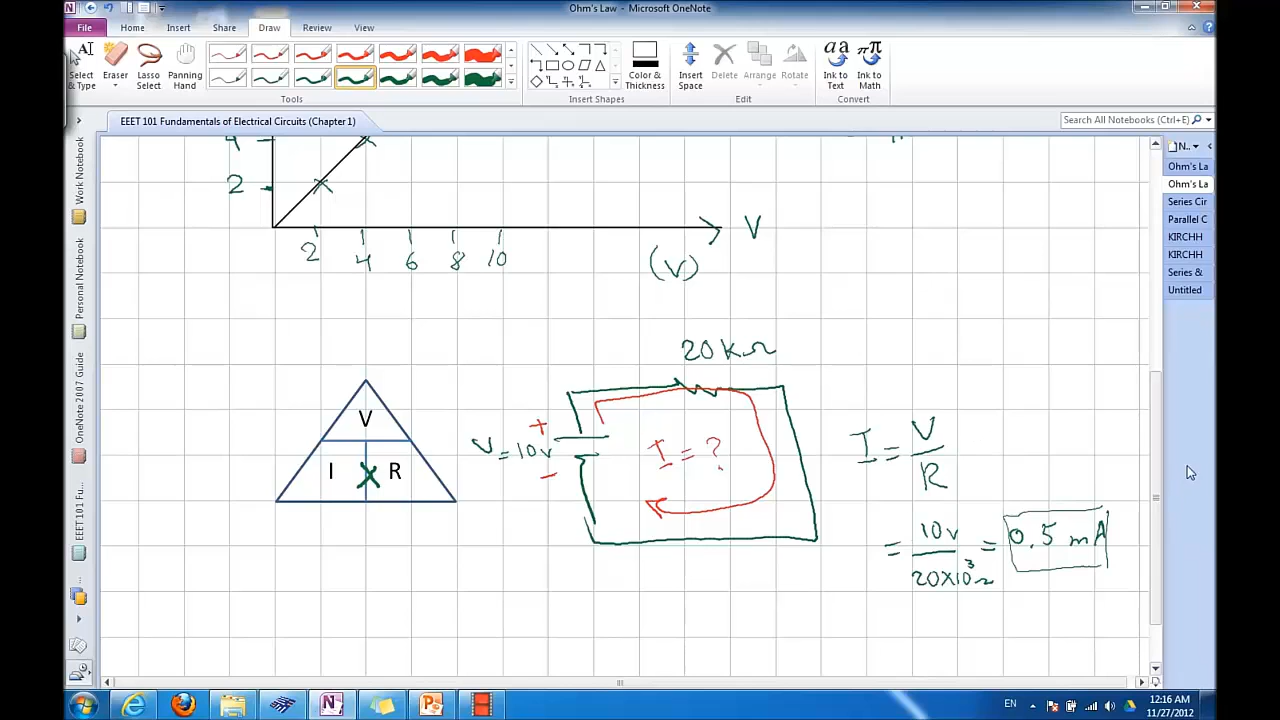 Ohm's Law - Microsoft OneNote
File Home Insert Share Draw Review View
Select & Type
Eraser
Lasso Select
Panning Hand
Color & Thickness
Insert Space
Delete
Arrange
Rotate
Ink to Text
Ink to Math
Tools
Insert Shapes
Edit
Convert
EEET 101 Fundamentals of Electrical Circuits (Chapter 1)
Search All Notebooks (Ctrl+E)
N..
Ohm's La
Ohm's La
Series Cir
Parallel C
KIRCHH
KIRCHH
Series &
Untitled
Work Notebook
Personal Notebook
OneNote 2007 Guide
EEET 101 Fu...
4
2
2 4 6 8 10
V
(V)
20KΩ
V
I X R
V = 10v
+
-
I = ?
I = V/R
= 10v/20X10³Ω = 0.5 mA
EN
12:16 AM
11/27/2012